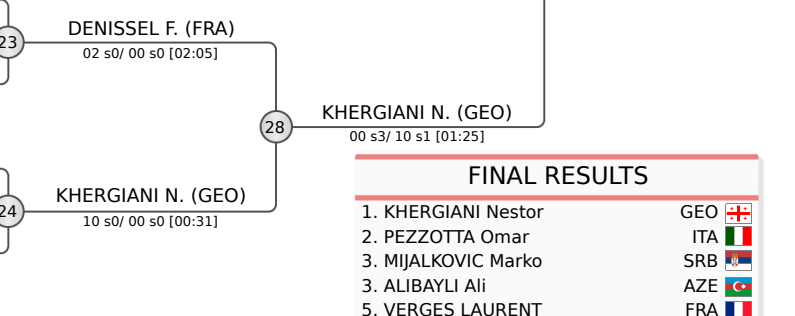 DENISSEL F. (FRA)
23
02 s0/ 00 s0 [02:05]
KHERGIANI N. (GEO)
28
00 s3/ 10 s1 [01:25]
FINAL RESULTS
KHERGIANI N. (GEO)
24
10 s0/ 00 s0 [00:31]
1. KHERGIANI Nestor GEO
2. PEZZOTTA Omar ITA
3. MIJALKOVIC Marko SRB
3. ALIBAYLI Ali AZE
5. VERGES LAURENT FRA